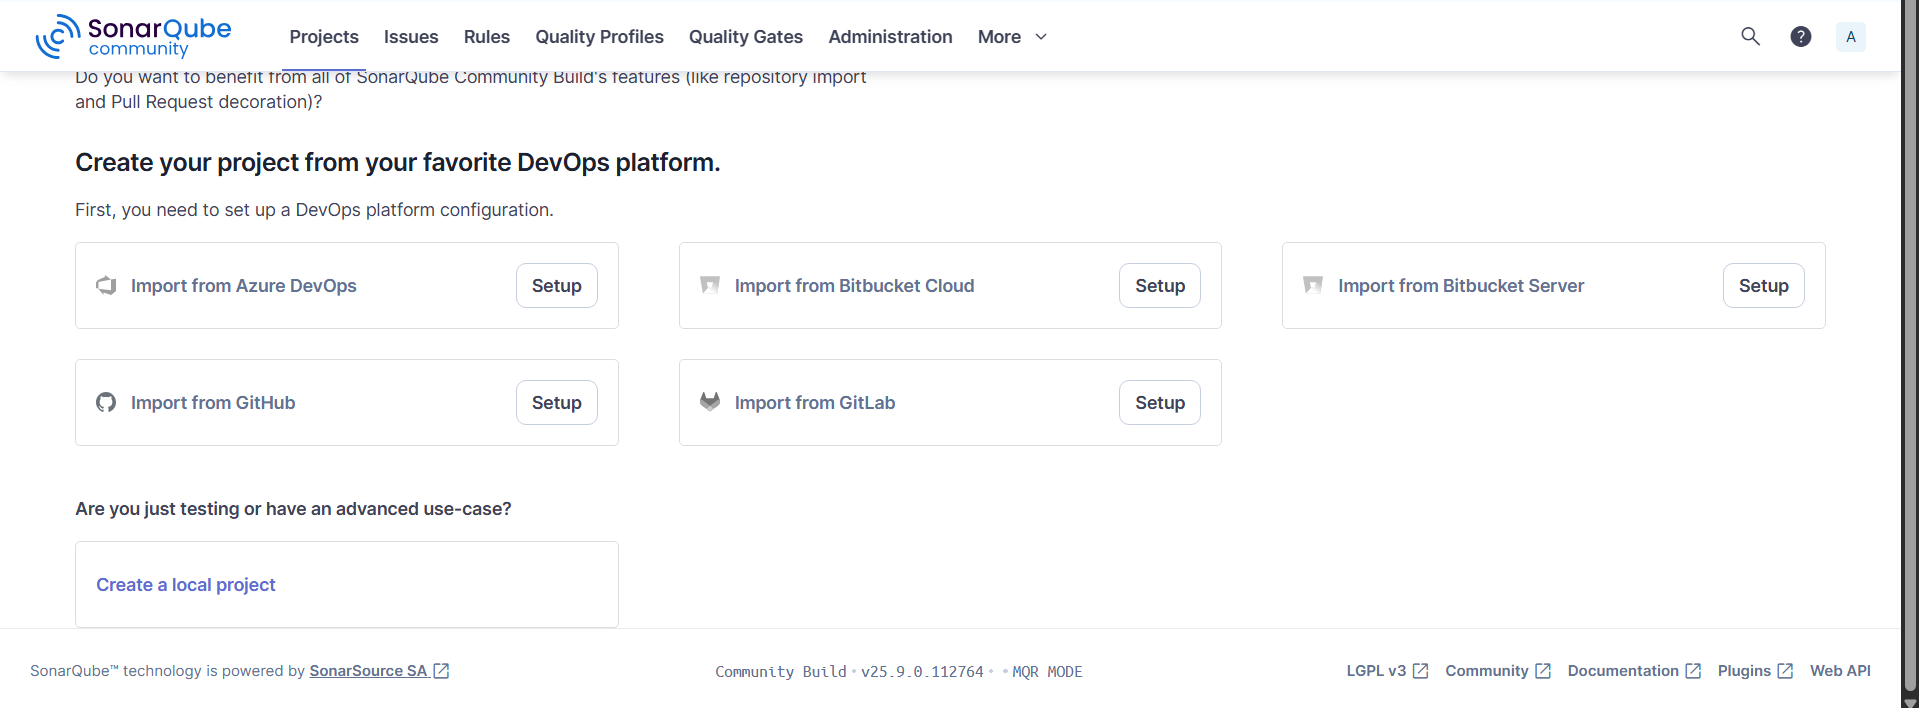 SonarQube
community
Projects Issues Rules Quality Profiles Quality Gates Administration More
? A
Do you want to benefit from all of SonarQube Community Build's features (like repository import
and Pull Request decoration)?
Create your project from your favorite DevOps platform.
First, you need to set up a DevOps platform configuration.
Import from Azure DevOps Setup
Import from Bitbucket Cloud Setup
Import from Bitbucket Server Setup
Import from GitHub Setup
Import from GitLab Setup
Are you just testing or have an advanced use-case?
Create a local project
SonarQube™ technology is powered by SonarSource SA
Community Build • v25.9.0.112764 • • MQR MODE
LGPL v3 Community Documentation Plugins Web API